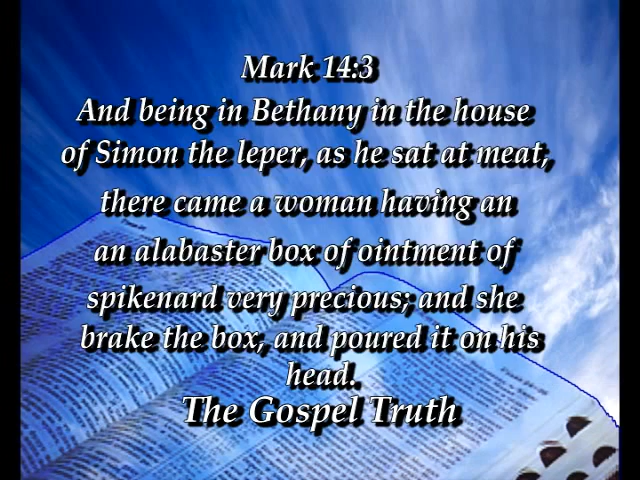 Mark 14:3
And being in Bethany in the house
of Simon the leper, as he sat at meat,
there came a woman having an
an alabaster box of ointment of
spikenard very precious; and she
brake the box, and poured it on his
head.
The Gospel Truth